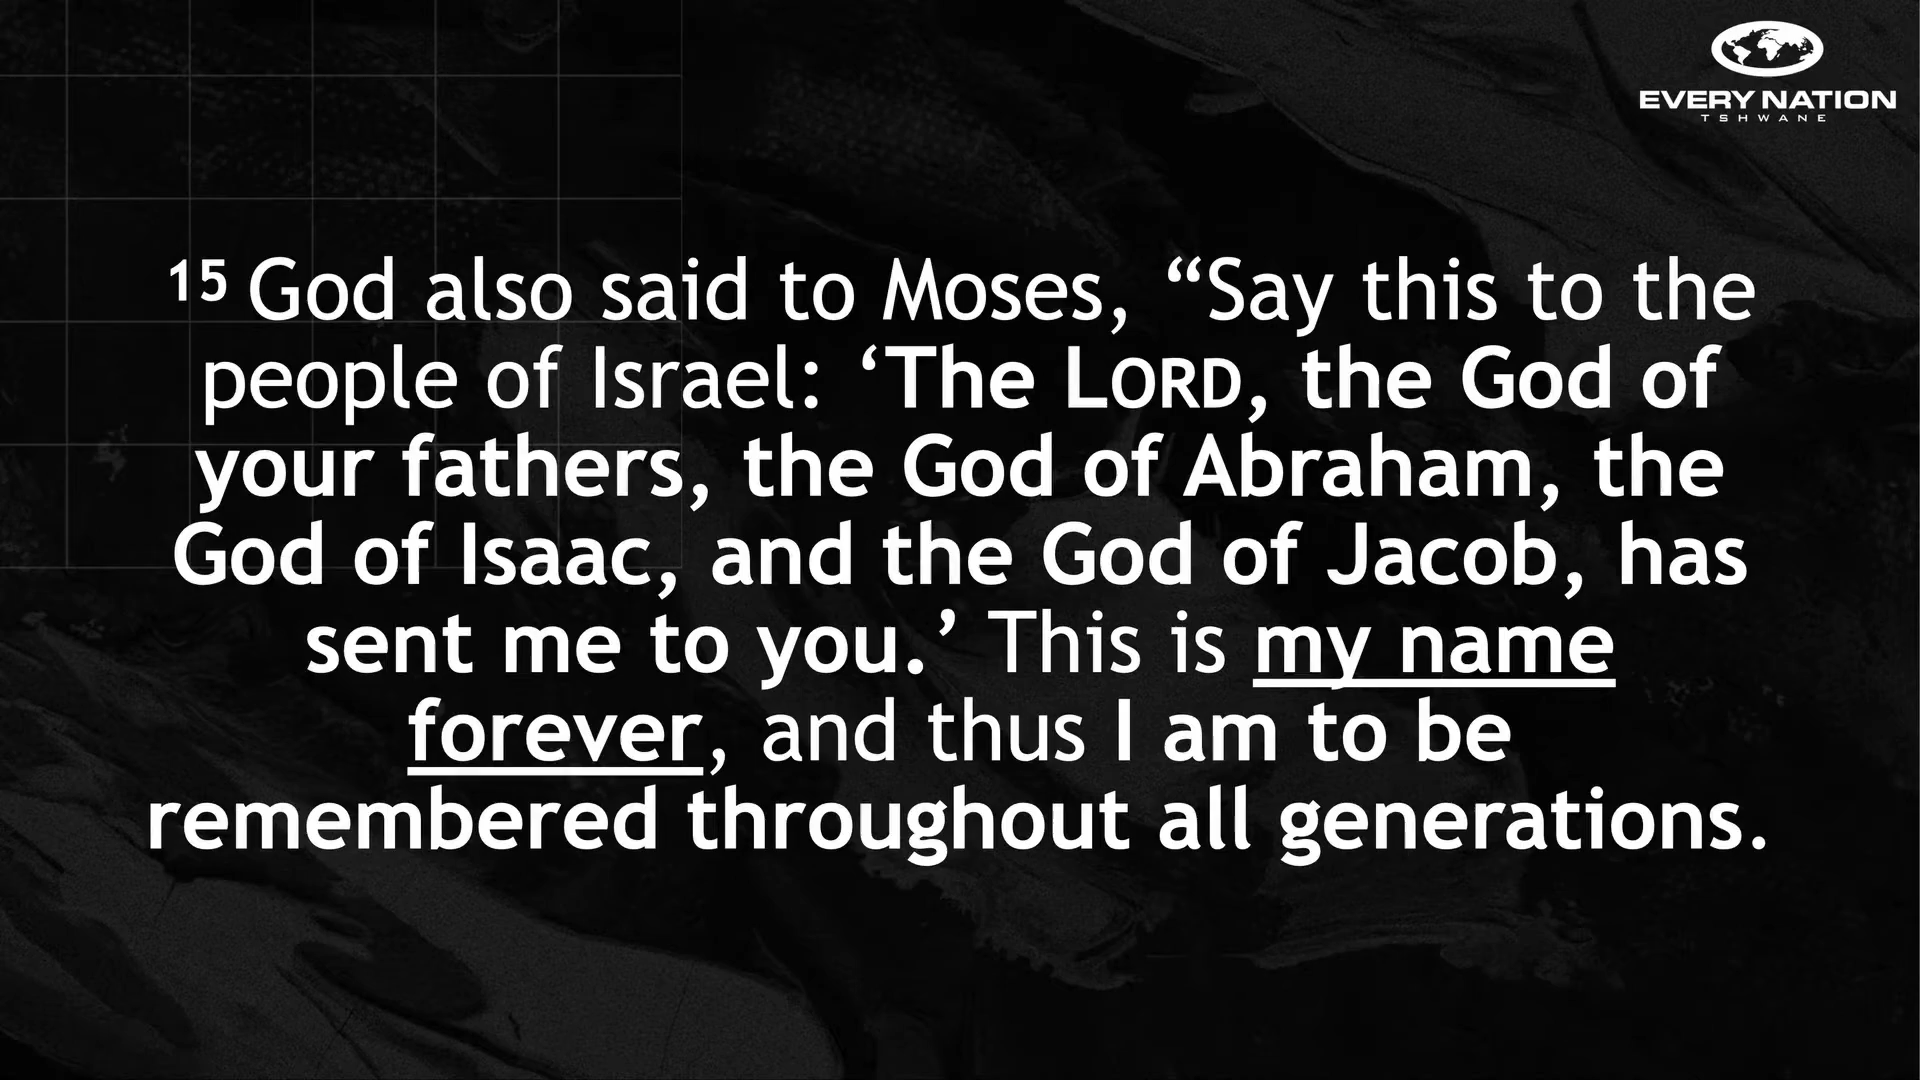 EVERY NATION
TSHWANE
15 God also said to Moses, “Say this to the
people of Israel: ‘The LORD, the God of
your fathers, the God of Abraham, the
God of Isaac, and the God of Jacob, has
sent me to you.’ This is my name
forever, and thus I am to be
remembered throughout all generations.